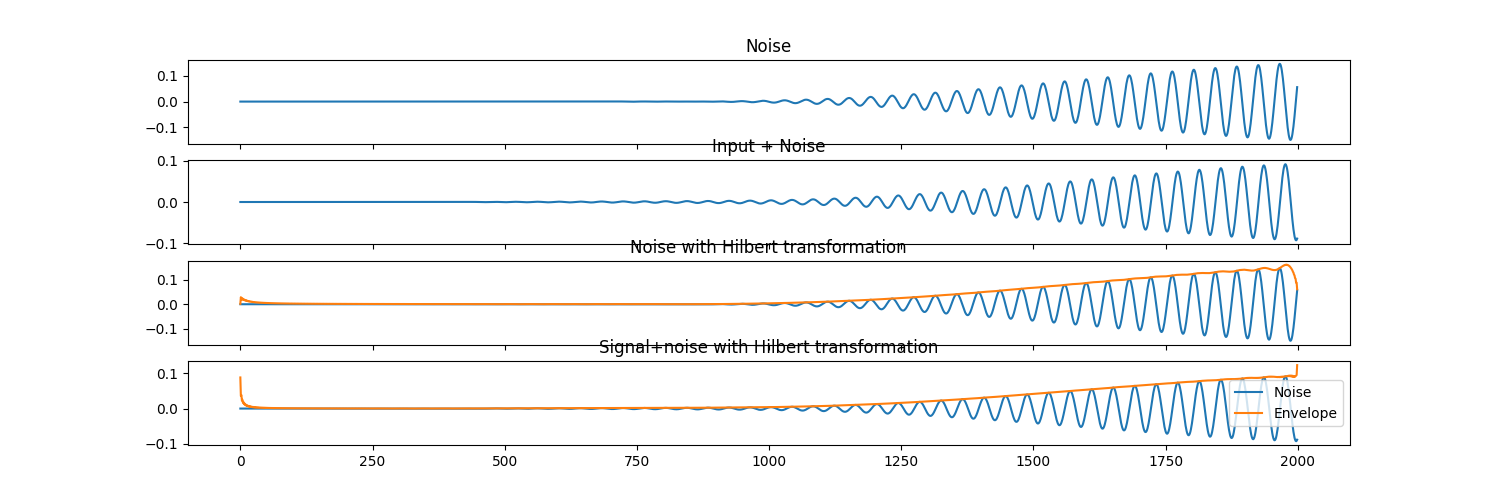 Noise
0.1
0.0
−0.1
Input + Noise
0.1
0.0
−0.1
Noise with Hilbert transformation
0.1
0.0
−0.1
Signal+noise with Hilbert transformation
0.1
0.0
−0.1
Noise
Envelope
0 250 500 750 1000 1250 1500 1750 2000